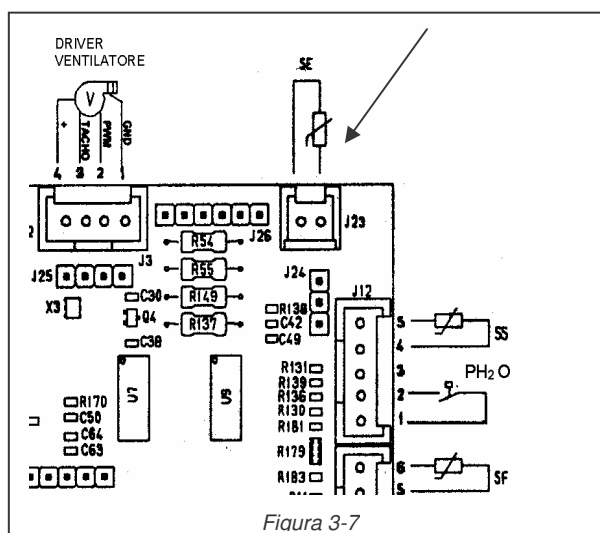 DRIVER
VENTILATORE
SE
V
+
TACHO
PWM
GND
4 3 2 1
J23
J26
J3
R54
J25
R55
J24
C30
R149
J12
X3
Q4
R137
R138
C42
C49
C38
5
4
SS
3
R131
R139
R136
R130
R181
2
PH2O
1
U7
U8
R170
C50
C64
C63
R179
R183
6
5
SF
Figura 3-7